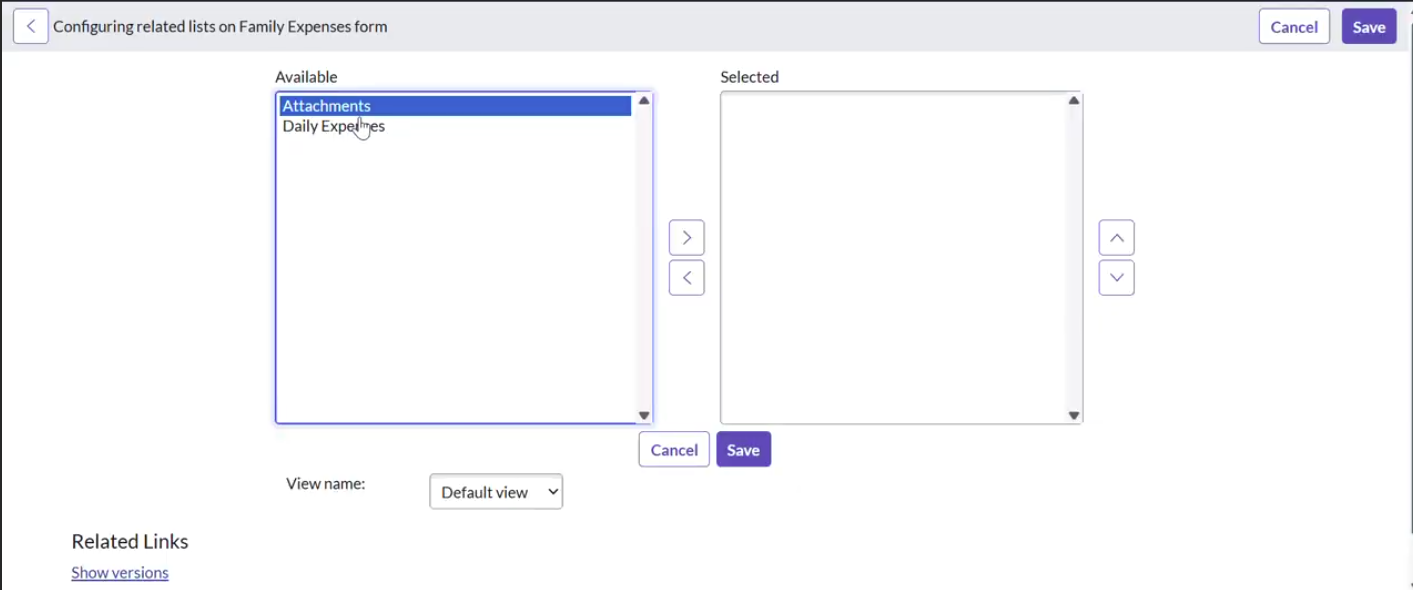 Configuring related lists on Family Expenses form
Cancel Save
Available Selected
Attachments
Daily Expenses
Cancel Save
View name: Default view
Related Links
Show versions